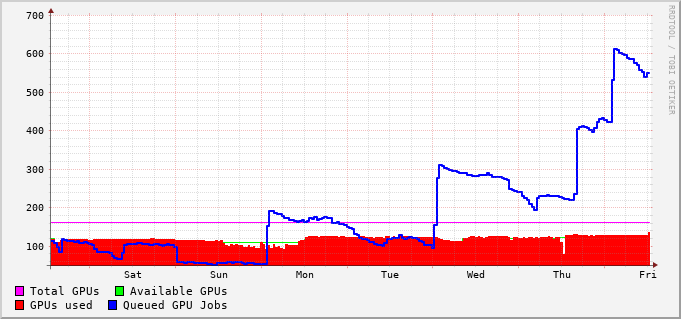 700
600
500
400
300
200
100
Sat Sun Mon Tue Wed Thu Fri
Total GPUs Available GPUs
GPUs used Queued GPU Jobs
RRDTOOL / TOBI OETIKER